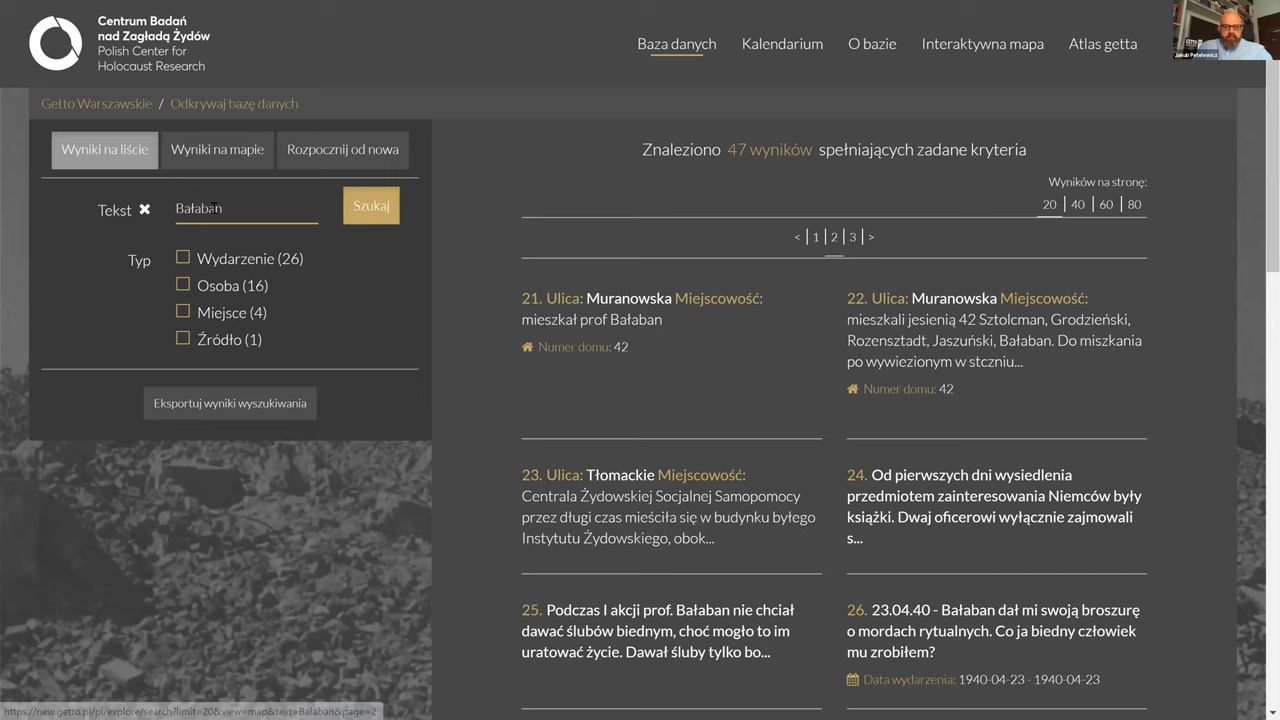 Centrum Badań
nad Zagładą Żydów
Polish Center for
Holocaust Research
Baza danych
Kalendarium
O bazie
Interaktywna mapa
Atlas getta
Jakub Petelewicz
Getto Warszawskie / Odkrywaj bazę danych
Wyniki na liście
Wyniki na mapie
Rozpocznij od nowa
Tekst ✖
Bałaban
Szukaj
Typ
Wydarzenie (26)
Osoba (16)
Miejsce (4)
Źródło (1)
Eksportuj wyniki wyszukiwania
Znaleziono 47 wyników spełniających zadane kryteria
Wyników na stronę:
20 | 40 | 60 | 80
< | 1 | 2 | 3 | >
21. Ulica: Muranowska Miejscowość:
mieszkał prof Bałaban
Numer domu: 42
22. Ulica: Muranowska Miejscowość:
mieszkali jesienią 42 Sztolcman, Grodzieński,
Rozensztadt, Jaszuński, Bałaban. Do miszkania
po wywiezionym w stczniu...
Numer domu: 42
23. Ulica: Tłomackie Miejscowość:
Centrala Żydowskiej Socjalnej Samopomocy
przez długi czas mieściła się w budynku byłego
Instytutu Żydowskiego, obok...
24. Od pierwszych dni wysiedlenia
przedmiotem zainteresowania Niemców były
książki. Dwaj oficerowi wyłącznie zajmowali
s...
25. Podczas I akcji prof. Bałaban nie chciał
dawać ślubów biednym, choć mogło to im
uratować życie. Dawał śluby tylko bo...
26. 23.04.40 - Bałaban dał mi swoją broszurę
o mordach rytualnych. Co ja biedny człowiek
mu zrobiłem?
Data wydarzenia: 1940-04-23 - 1940-04-23
https://new.getto.pl/pl/explore/search?limit=20&view=map&text=Bałaban&page=2